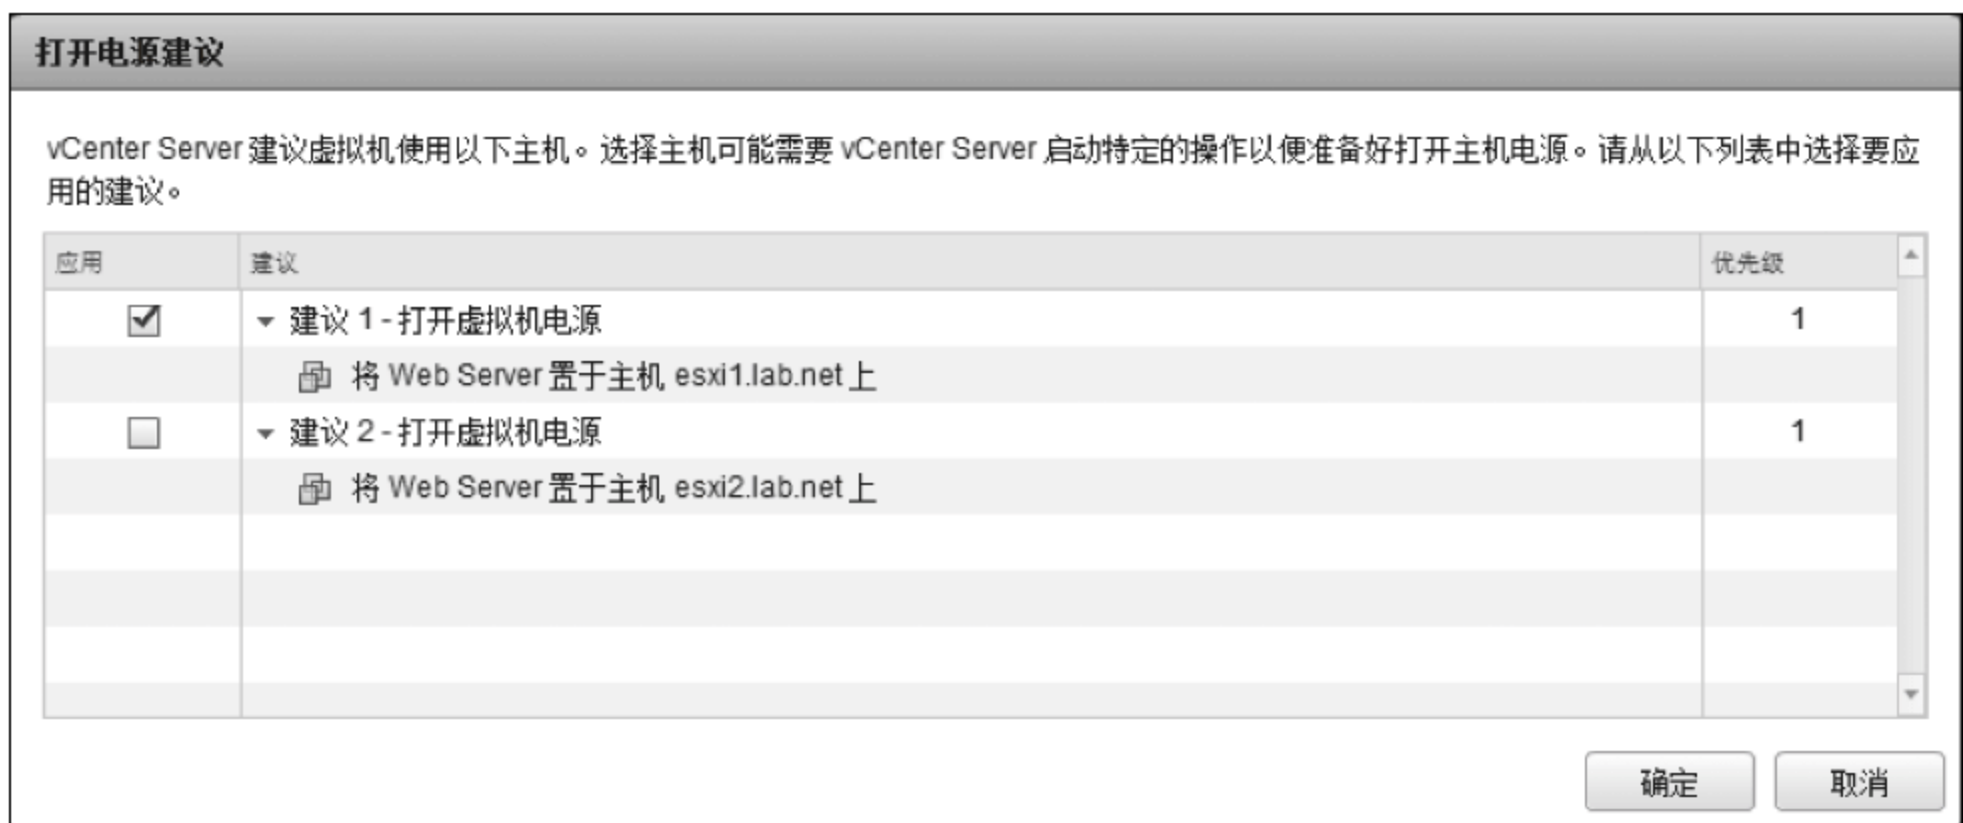 打开电源建议
vCenter Server 建议虚拟机使用以下主机。选择主机可能需要 vCenter Server 启动特定的操作以便准备好打开主机电源。请从以下列表中选择要应
用的建议。
应用 建议 优先级
建议 1 - 打开虚拟机电源 1
将 Web Server 置于主机 esxi1.lab.net 上
建议 2 - 打开虚拟机电源 1
将 Web Server 置于主机 esxi2.lab.net 上
确定 取消